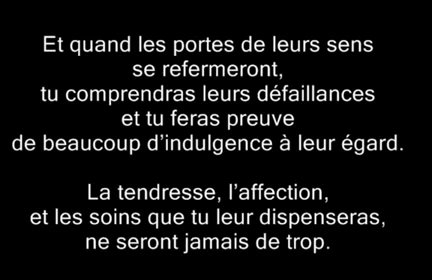 Et quand les portes de leurs sens
se refermeront,
tu comprendras leurs défaillances
et tu feras preuve
de beaucoup d'indulgence à leur égard.
La tendresse, l'affection,
et les soins que tu leur dispenseras,
ne seront jamais de trop.